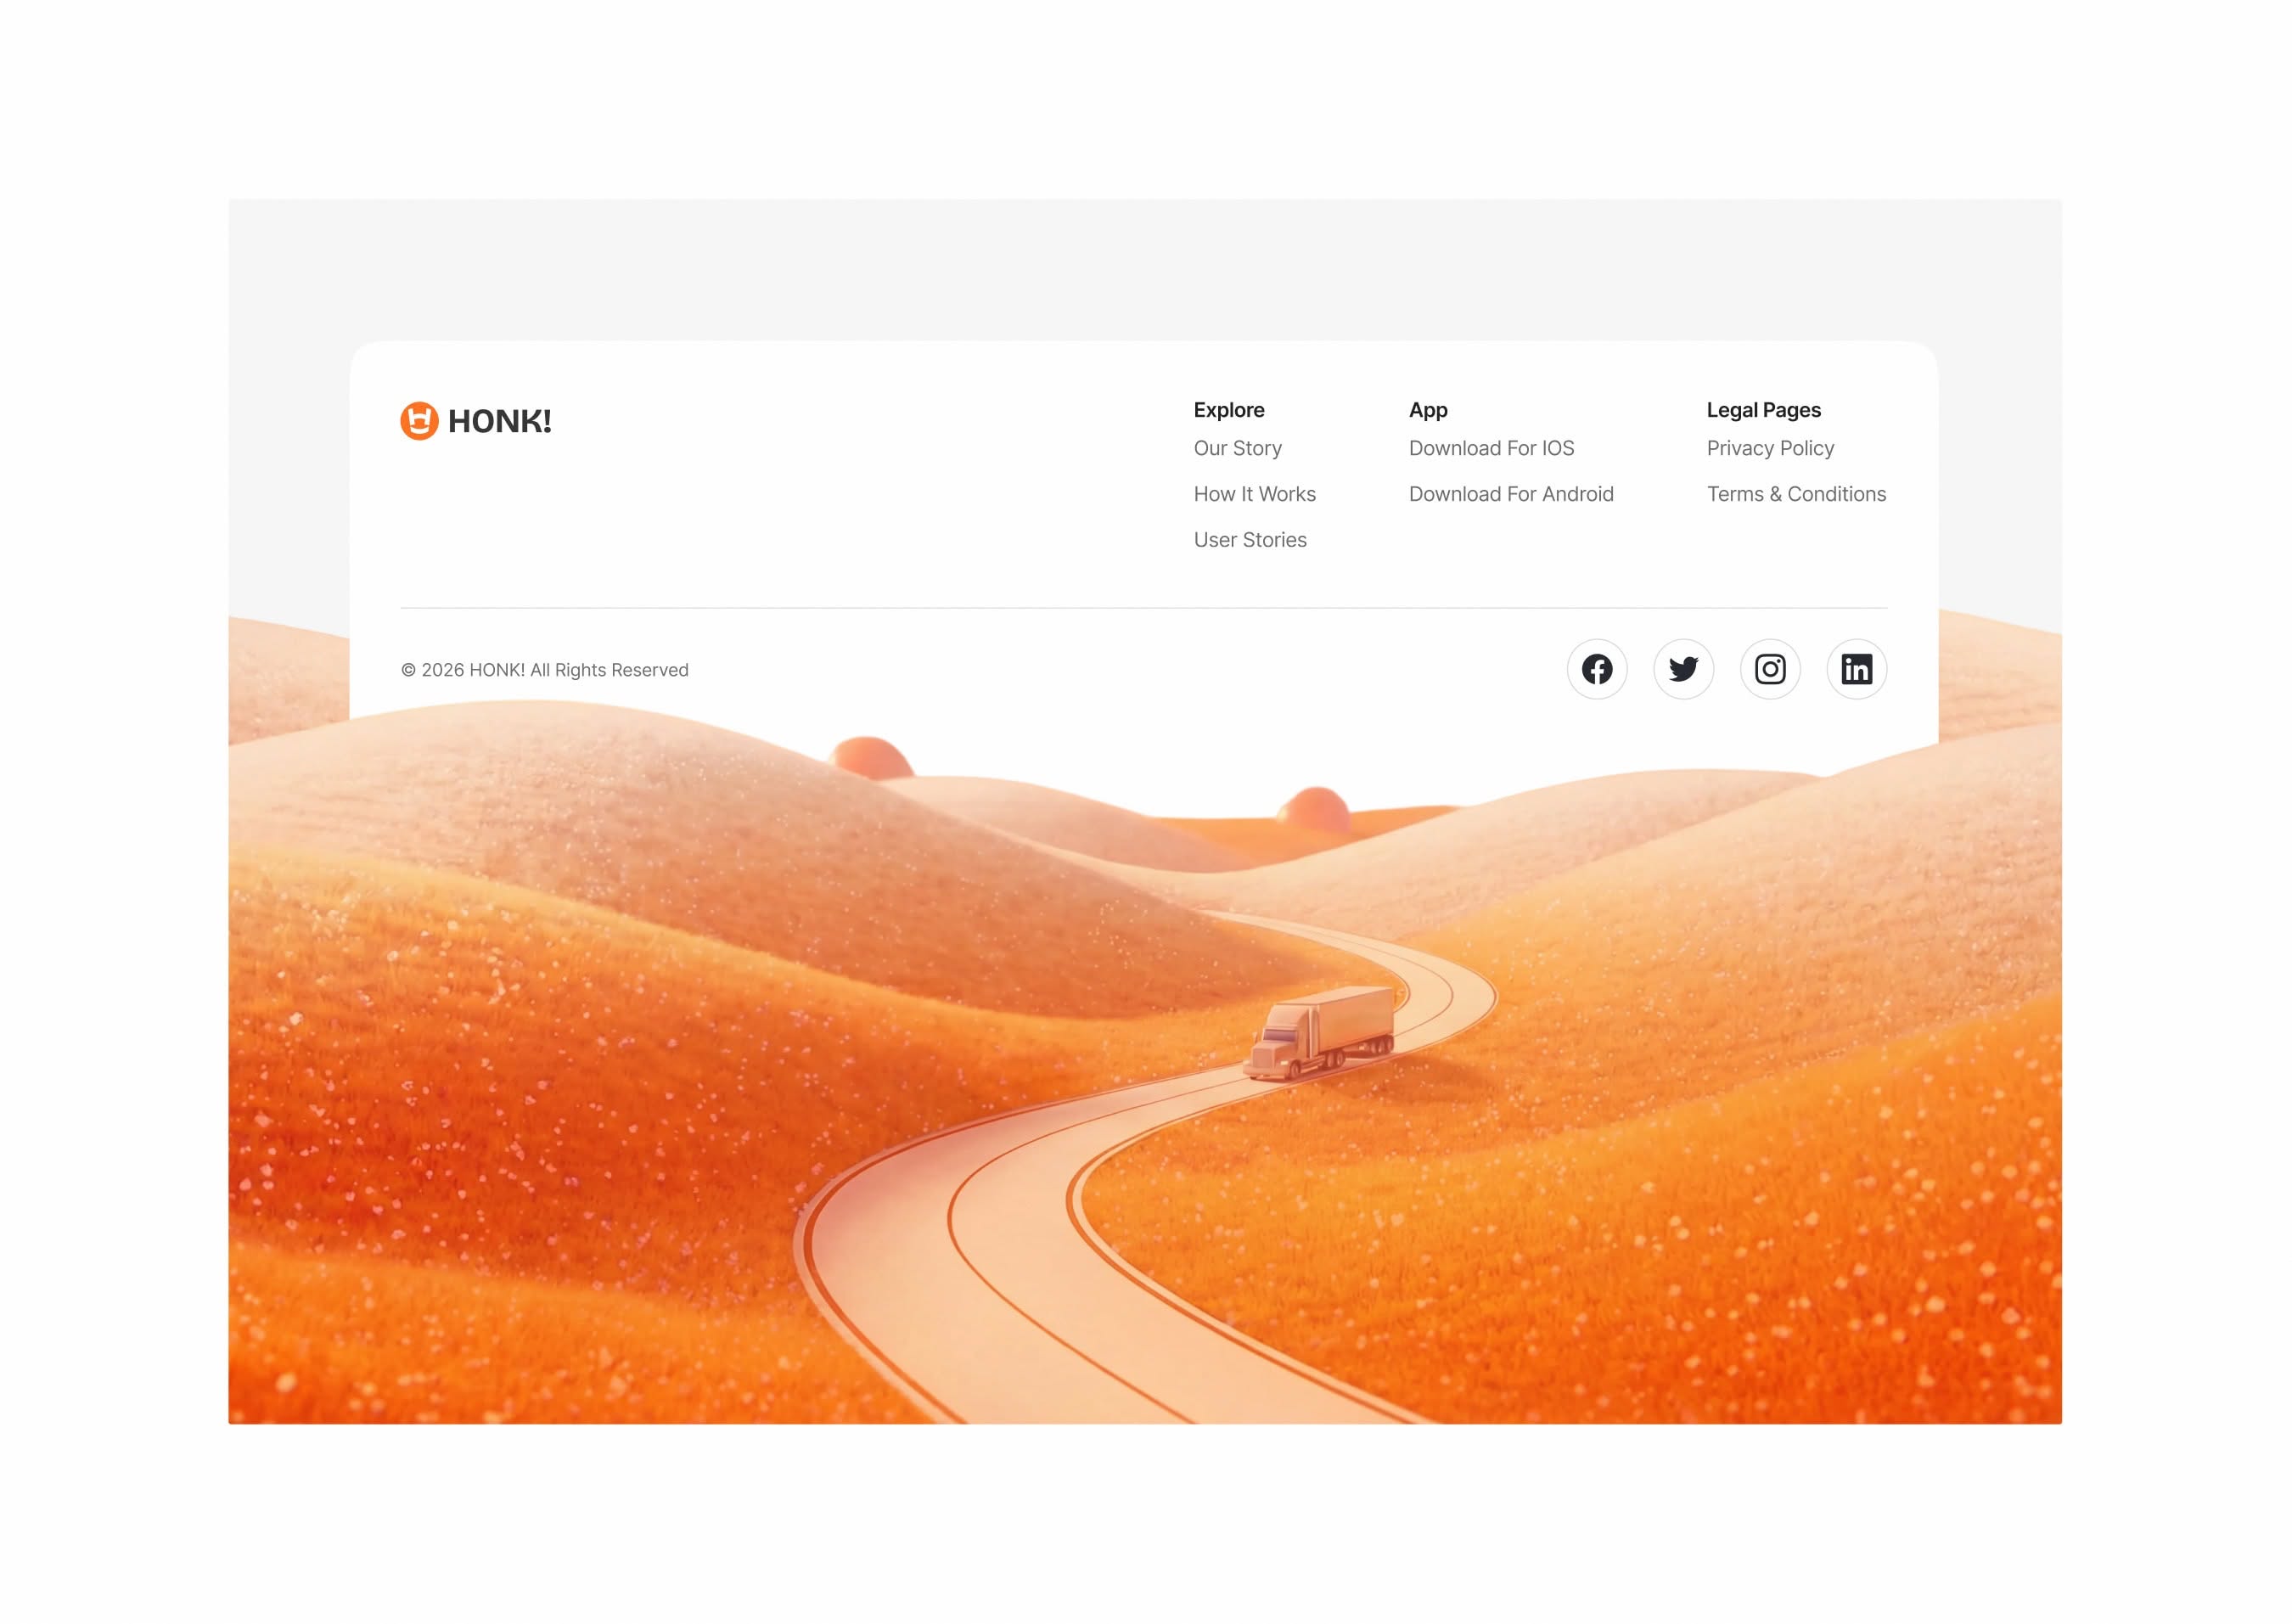 HONK!
Explore
Our Story
How It Works
User Stories
App
Download For IOS
Download For Android
Legal Pages
Privacy Policy
Terms & Conditions
© 2026 HONK! All Rights Reserved
in